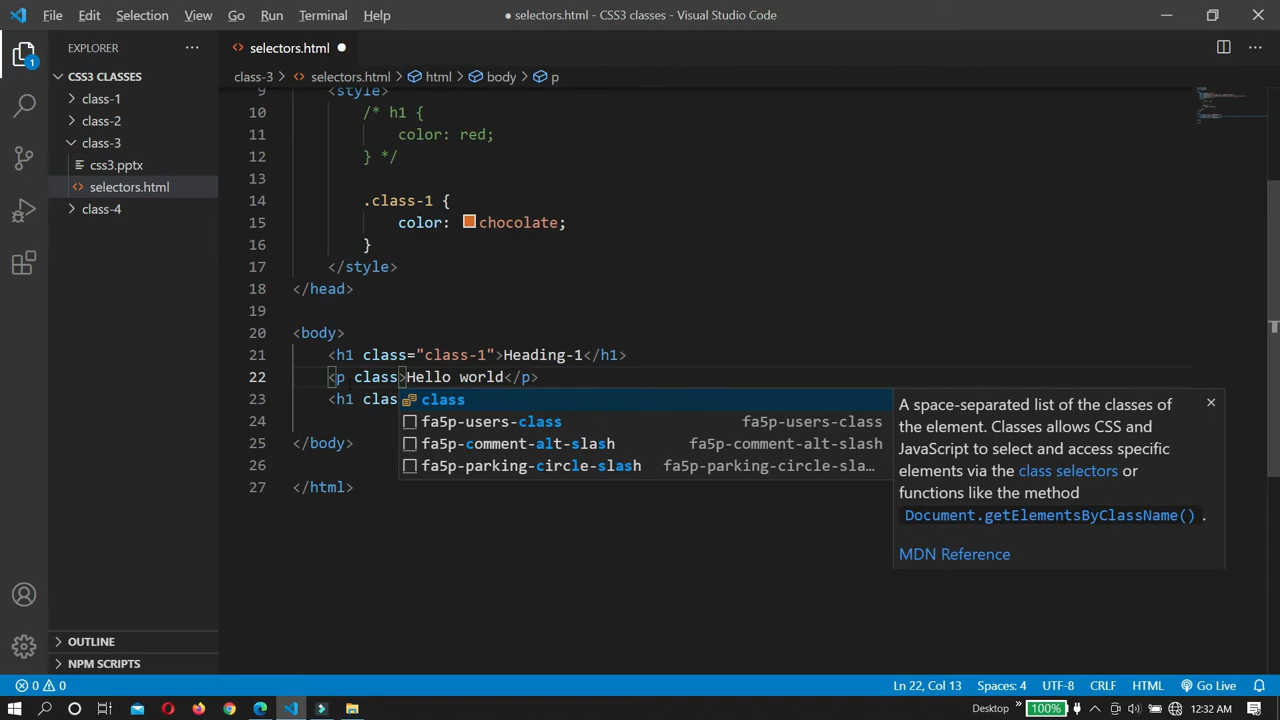 File Edit Selection View Go Run Terminal Help
● selectors.html - CSS3 classes - Visual Studio Code
EXPLORER
1
CSS3 CLASSES
class-1
class-2
class-3
css3.pptx
selectors.html
class-4
OUTLINE
NPM SCRIPTS
selectors.html
class-3 > selectors.html > html > body > p
9 <style>
10 /* h1 {
11 color: red;
12 } */
13
14 .class-1 {
15 color: chocolate;
16 }
17 </style>
18 </head>
19
20 <body>
21 <h1 class="class-1">Heading-1</h1>
22 <p class>Hello world</p>
23 <h1 clas
24
25 </body>
26
27 </html>
class
fa5p-users-class fa5p-users-class
fa5p-comment-alt-slash fa5p-comment-alt-slash
fa5p-parking-circle-slash fa5p-parking-circle-sla…
A space-separated list of the classes of
the element. Classes allows CSS and
JavaScript to select and access specific
elements via the class selectors or
functions like the method
Document.getElementsByClassName() .
MDN Reference
0 0
Ln 22, Col 13 Spaces: 4 UTF-8 CRLF HTML Go Live
Desktop » 100% 12:32 AM